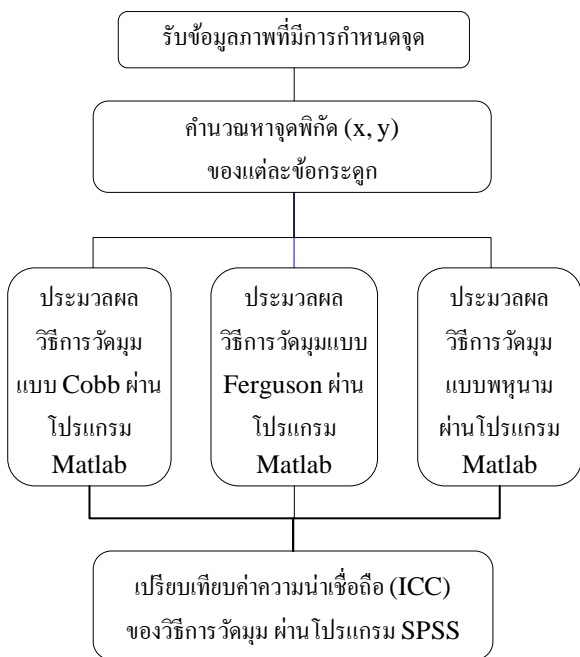 รับข้อมูลภาพที่มีการกำหนดจุด
คำนวณหาจุดพิกัด (x, y)
ของแต่ละข้อกระดูก
ประมวลผล
วิธีการวัดมุม
แบบ Cobb ผ่าน
โปรแกรม
Matlab
ประมวลผล
วิธีการวัดมุมแบบ
Ferguson ผ่าน
โปรแกรม
Matlab
ประมวลผล
วิธีการวัดมุม
แบบพหุนาม
ผ่านโปรแกรม
Matlab
เปรียบเทียบค่าความน่าเชื่อถือ (ICC)
ของวิธีการวัดมุม ผ่านโปรแกรม SPSS